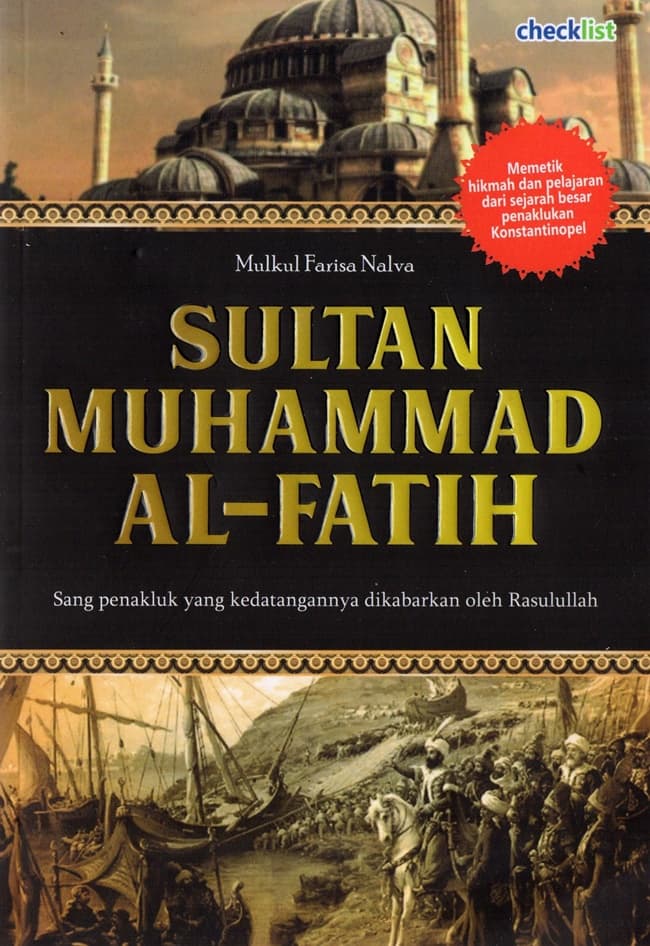 checklist
Memetik
hikmah dan pelajaran
dari sejarah besar
penaklukan
Konstantinopel
Mulkul Farisa Nalva
SULTAN
MUHAMMAD
AL-FATIH
Sang penakluk yang kedatangannya dikabarkan oleh Rasulullah